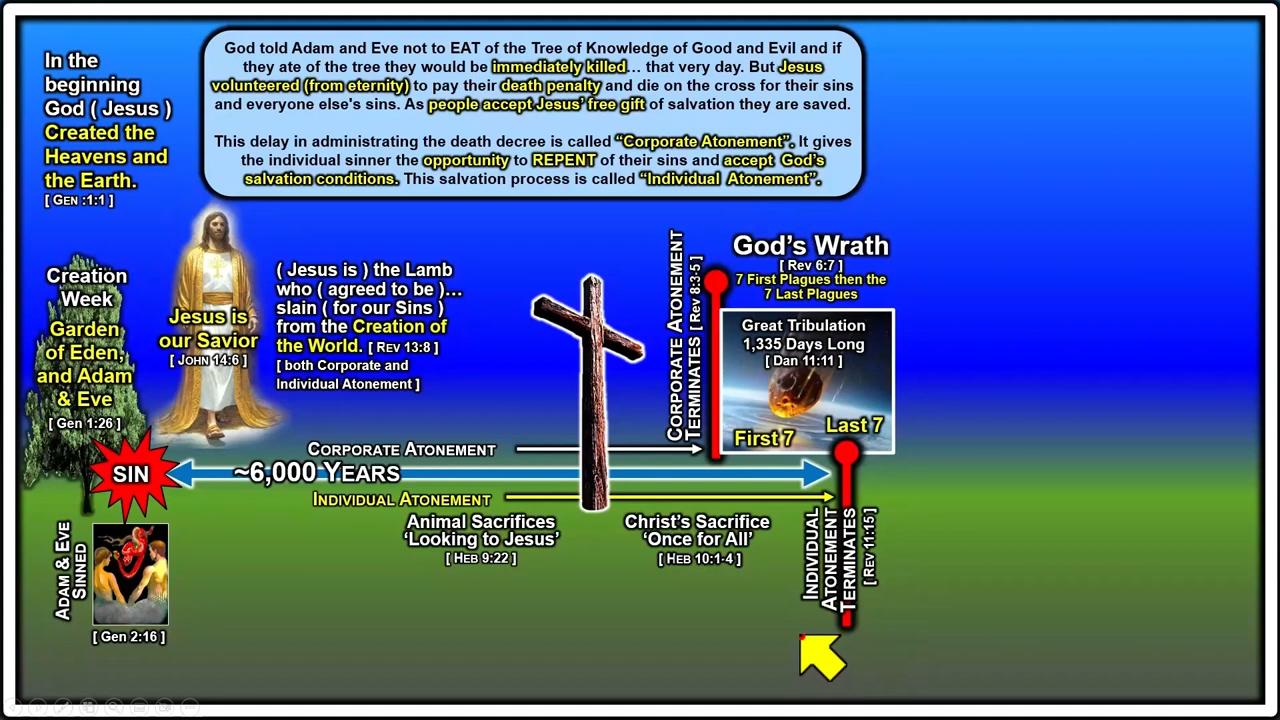 In the
beginning
God ( Jesus )
Created the
Heavens and
the Earth.
[ GEN :1:1 ]
God told Adam and Eve not to EAT of the Tree of Knowledge of Good and Evil and if
they ate of the tree they would be immediately killed… that very day. But Jesus
volunteered (from eternity) to pay their death penalty and die on the cross for their sins
and everyone else's sins. As people accept Jesus’ free gift of salvation they are saved.
This delay in administrating the death decree is called “Corporate Atonement”. It gives
the individual sinner the opportunity to REPENT of their sins and accept God’s
salvation conditions. This salvation process is called “Individual Atonement”.
Creation
Week
Garden
of Eden,
and Adam
& Eve
[ Gen 1:26 ]
Jesus is
our Savior
[ JOHN 14:6 ]
( Jesus is ) the Lamb
who ( agreed to be )…
slain ( for our Sins )
from the Creation of
the World. [ REV 13:8 ]
[ both Corporate and
Individual Atonement ]
CORPORATE ATONEMENT
TERMINATES [ Rev 8:3-5 ]
God’s Wrath
[ Rev 6:7 ]
7 First Plagues then the
7 Last Plagues
Great Tribulation
1,335 Days Long
[ Dan 11:11 ]
First 7
Last 7
CORPORATE ATONEMENT
SIN
~6,000 YEARS
INDIVIDUAL ATONEMENT
Animal Sacrifices
‘Looking to Jesus’
[ HEB 9:22 ]
Christ’s Sacrifice
‘Once for All’
[ HEB 10:1-4 ]
INDIVIDUAL
ATONEMENT
TERMINATES
[ REV 11:15 ]
ADAM & EVE
SINNED
[ Gen 2:16 ]